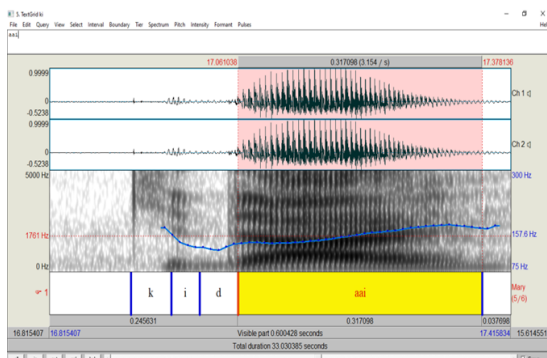 5. TextGrid ki
File Edit Query View Select Interval Boundary Tier Spectrum Pitch Intensity Formant Pulses Hel
aai
17.061038 0.317098 (3.154 / s) 17.378136
0.9999
0
-0.5238
Ch 1
0.9999
0
-0.5238
Ch 2
5000 Hz 300 Hz
1761 Hz 157.6 Hz
0 Hz 75 Hz
1 k i d aai Mary
(5/6)
0.245631 0.317098 0.037698
16.815407 16.815407 Visible part 0.600428 seconds 17.415834 15.614551
Total duration 33.030385 seconds